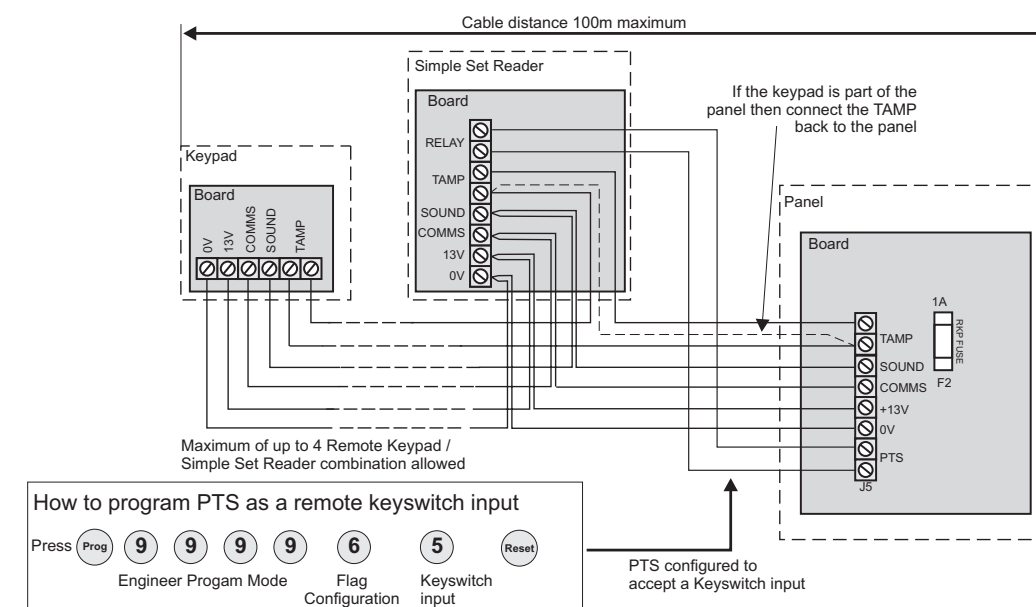 Cable distance 100m maximum
Simple Set Reader
Board
RELAY
TAMP
SOUND
COMMS
13V
0V
If the keypad is part of the
panel then connect the TAMP
back to the panel
Keypad
Board
0V
13V
COMMS
SOUND
TAMP
Panel
Board
1A
RKP FUSE
F2
TAMP
SOUND
COMMS
+13V
0V
PTS
J5
Maximum of up to 4 Remote Keypad /
Simple Set Reader combination allowed
How to program PTS as a remote keyswitch input
Press Prog 9 9 9 9 6 5 Reset
Engineer Progam Mode Flag Keyswitch
Configuration input
PTS configured to
accept a Keyswitch input